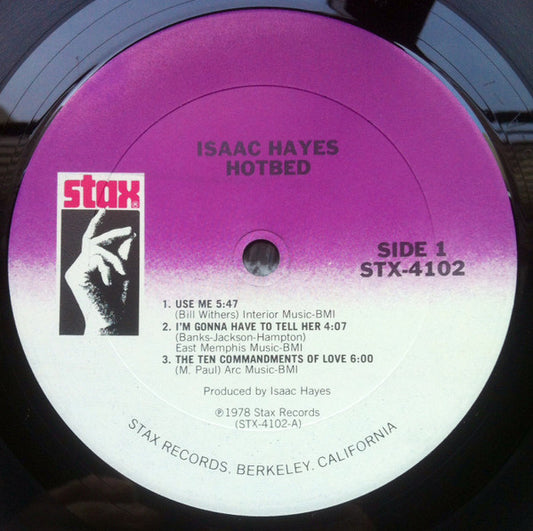 ISAAC HAYES
HOTBED
stax®
SIDE 1
STX-4102
1. USE ME 5:47
(Bill Withers) Interior Music-BMI
2. I'M GONNA HAVE TO TELL HER 4:07
(Banks-Jackson-Hampton)
East Memphis Music-BMI
3. THE TEN COMMANDMENTS OF LOVE 6:00
(M. Paul) Arc Music-BMI
Produced by Isaac Hayes
℗1978 Stax Records
(STX-4102-A)
STAX RECORDS, BERKELEY, CALIFORNIA